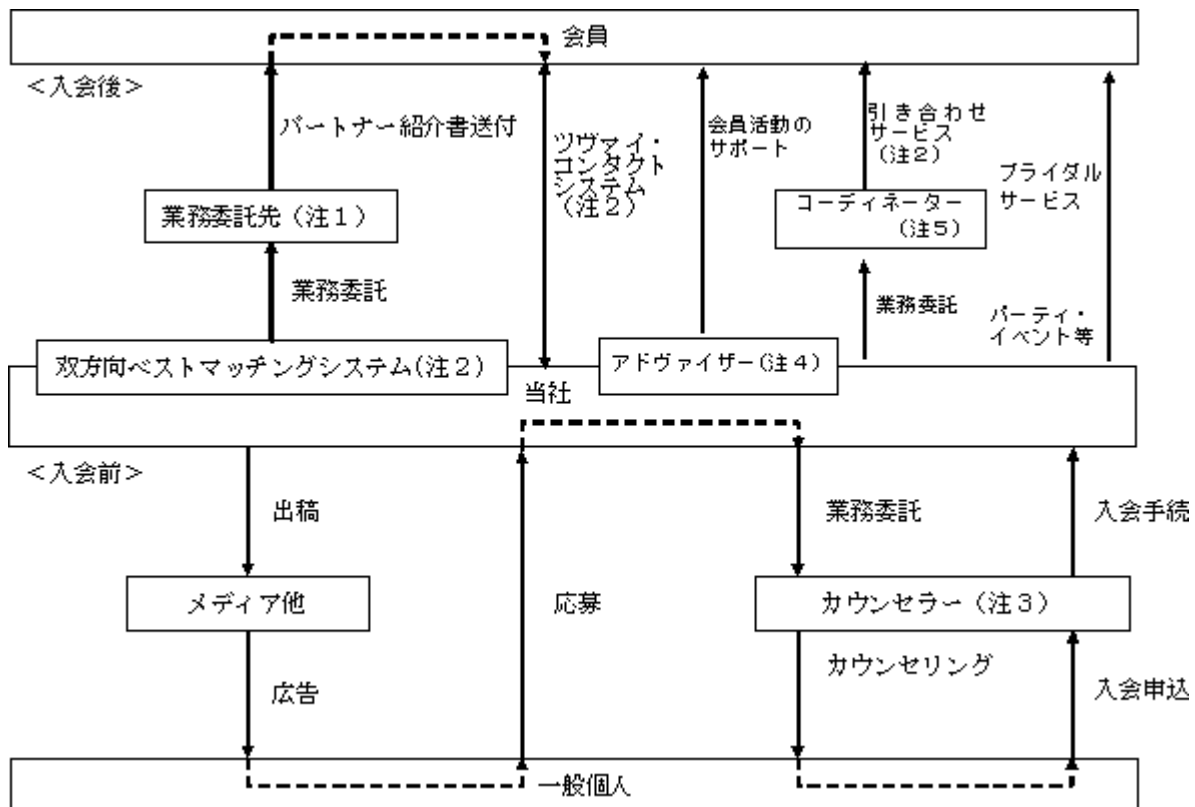 会員
＜入会後＞
パートナー紹介書送付
ツヴァイ・
コンタクト
システム
（注２）
会員活動の
サポート
引き合わせ
サービス
（注２）
ブライダル
サービス
業務委託先（注１）
コーディネーター
（注５）
業務委託
業務委託
パーティ・
イベント等
双方向ベストマッチングシステム(注２)
アドヴァイザー(注４)
当社
＜入会前＞
出稿
業務委託
入会手続
メディア他
応募
カウンセラー（注３）
カウンセリング
広告
入会申込
一般個人